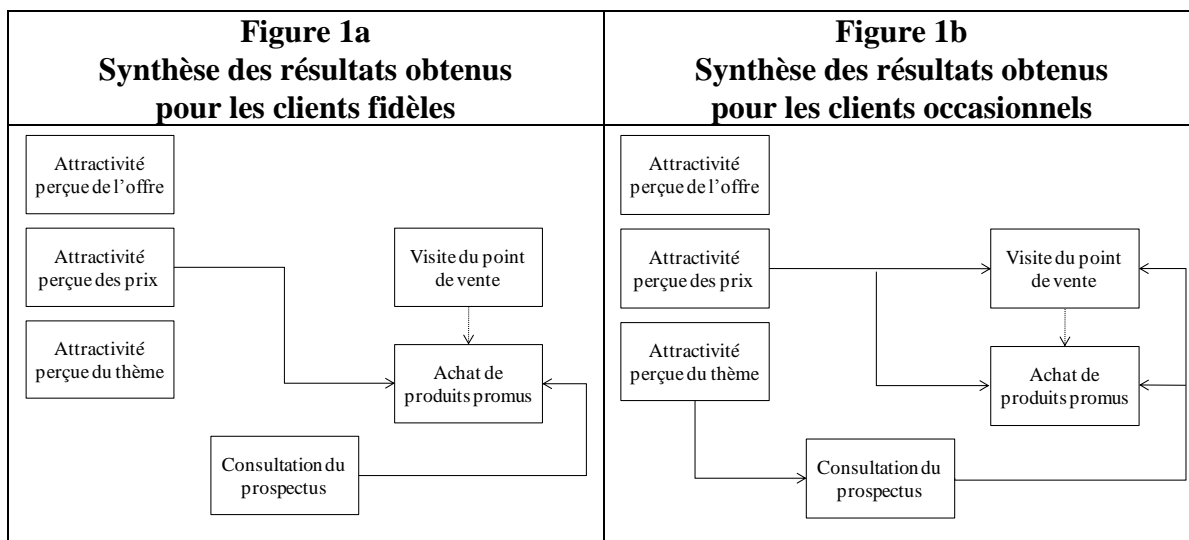 Figure 1a
Synthèse des résultats obtenus
pour les clients fidèles
Attractivité
perçue de l'offre
Attractivité
perçue des prix
Visite du point
de vente
Attractivité
perçue du thème
Achat de
produits promus
Consultation du
prospectus
Figure 1b
Synthèse des résultats obtenus
pour les clients occasionnels
Attractivité
perçue de l'offre
Attractivité
perçue des prix
Visite du point
de vente
Attractivité
perçue du thème
Achat de
produits promus
Consultation du
prospectus